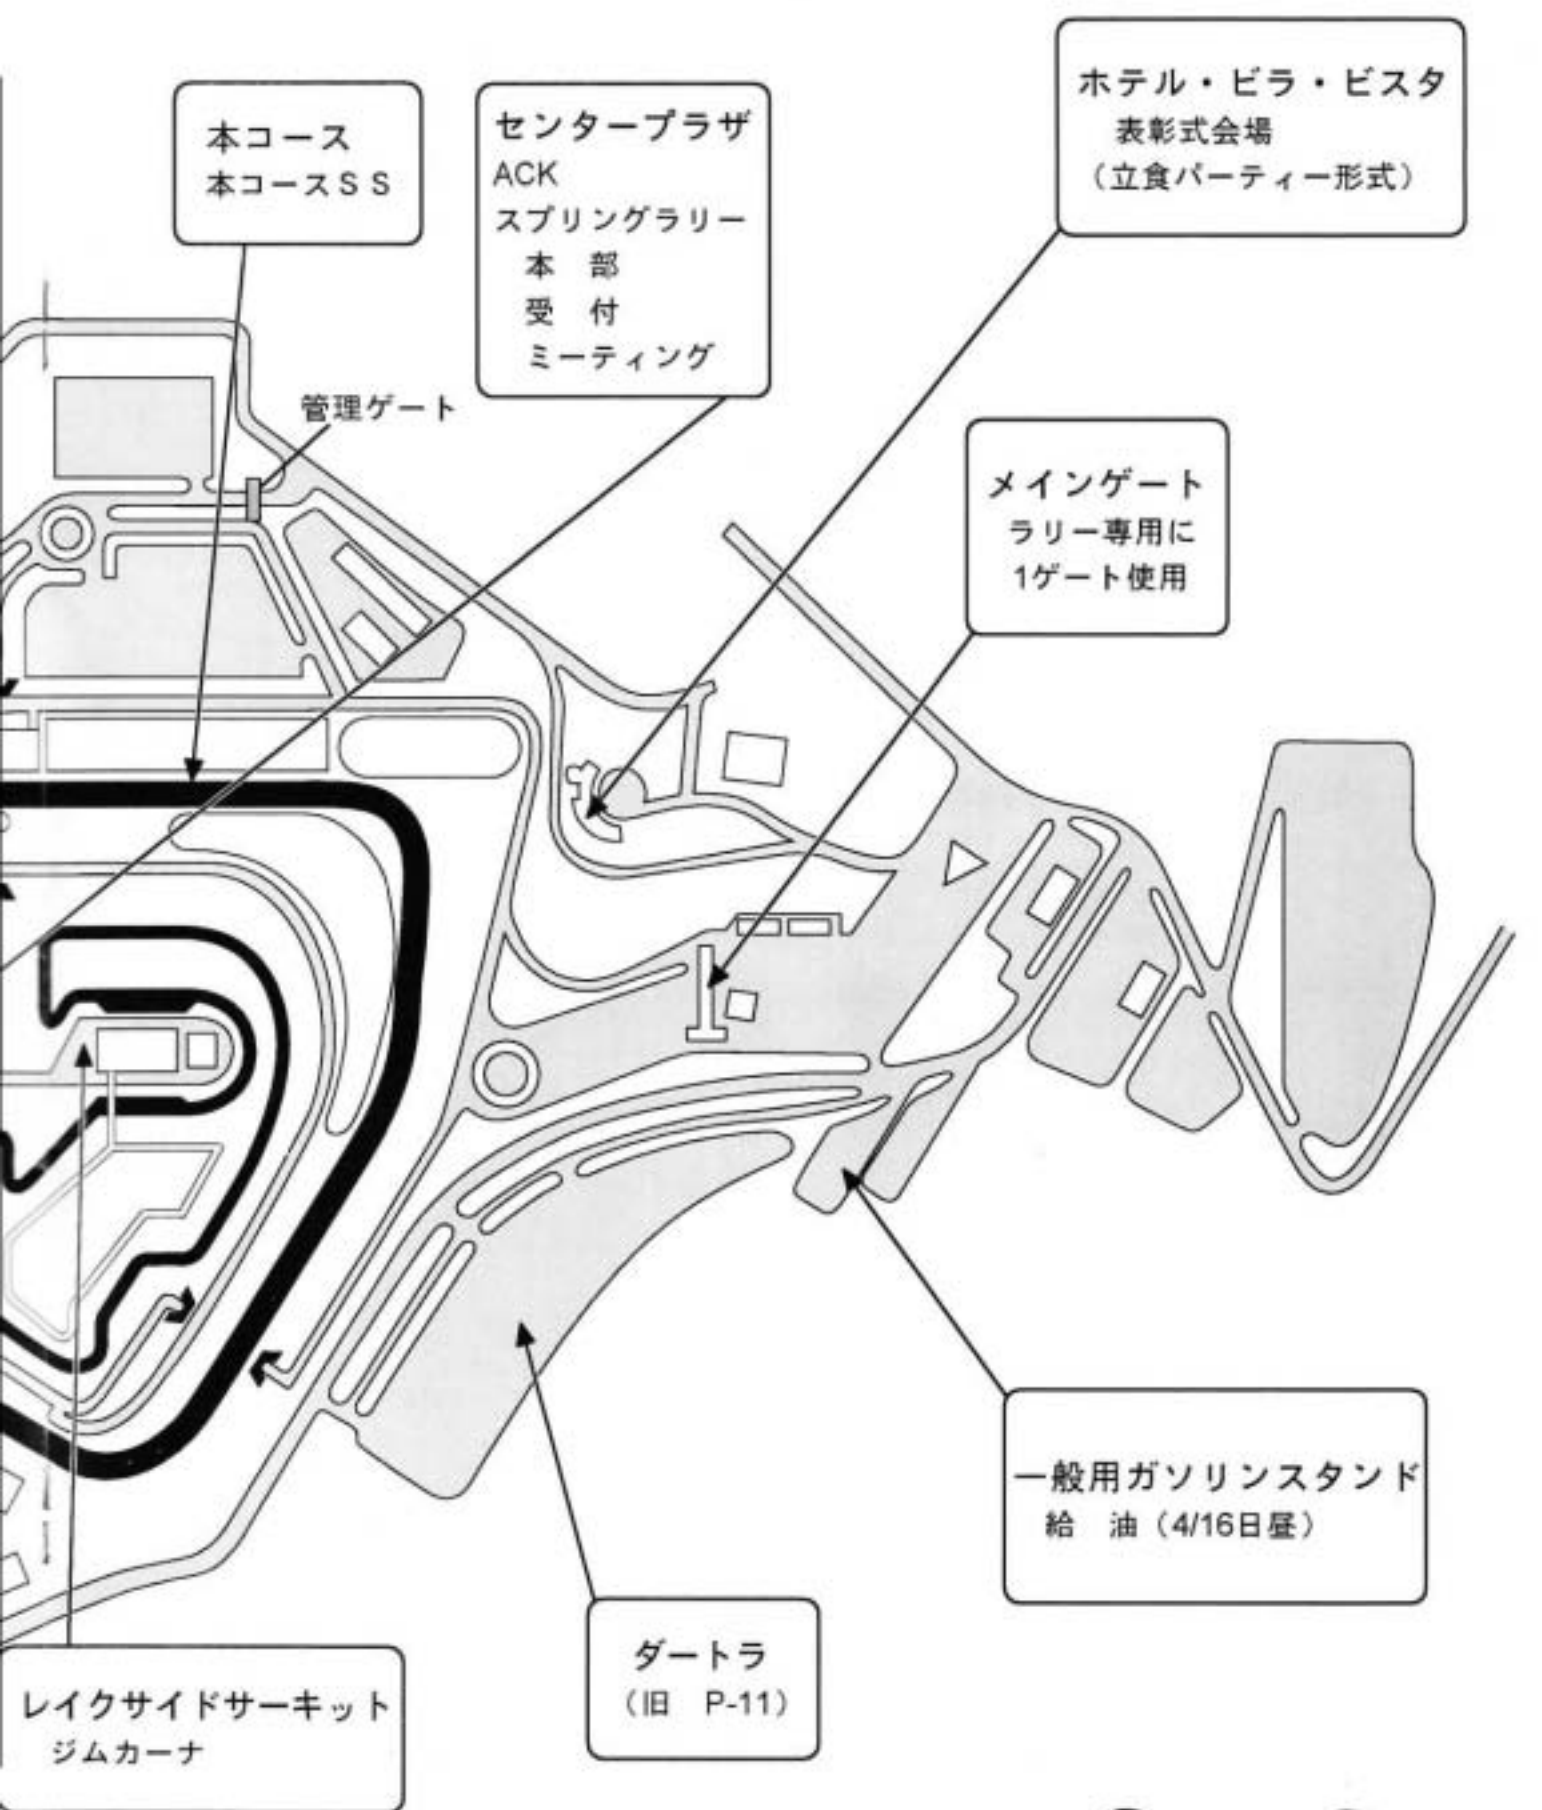 ホテル・ビラ・ビスタ
表彰式会場
（立食パーティー形式）
本コース
本コースＳＳ
センタープラザ
ACK
スプリングラリー
本　部
受　付
ミーティング
管理ゲート
メインゲート
ラリー専用に
1ゲート使用
一般用ガソリンスタンド
給　油（4/16日昼）
ダートラ
（旧　P-11）
レイクサイドサーキット
ジムカーナ